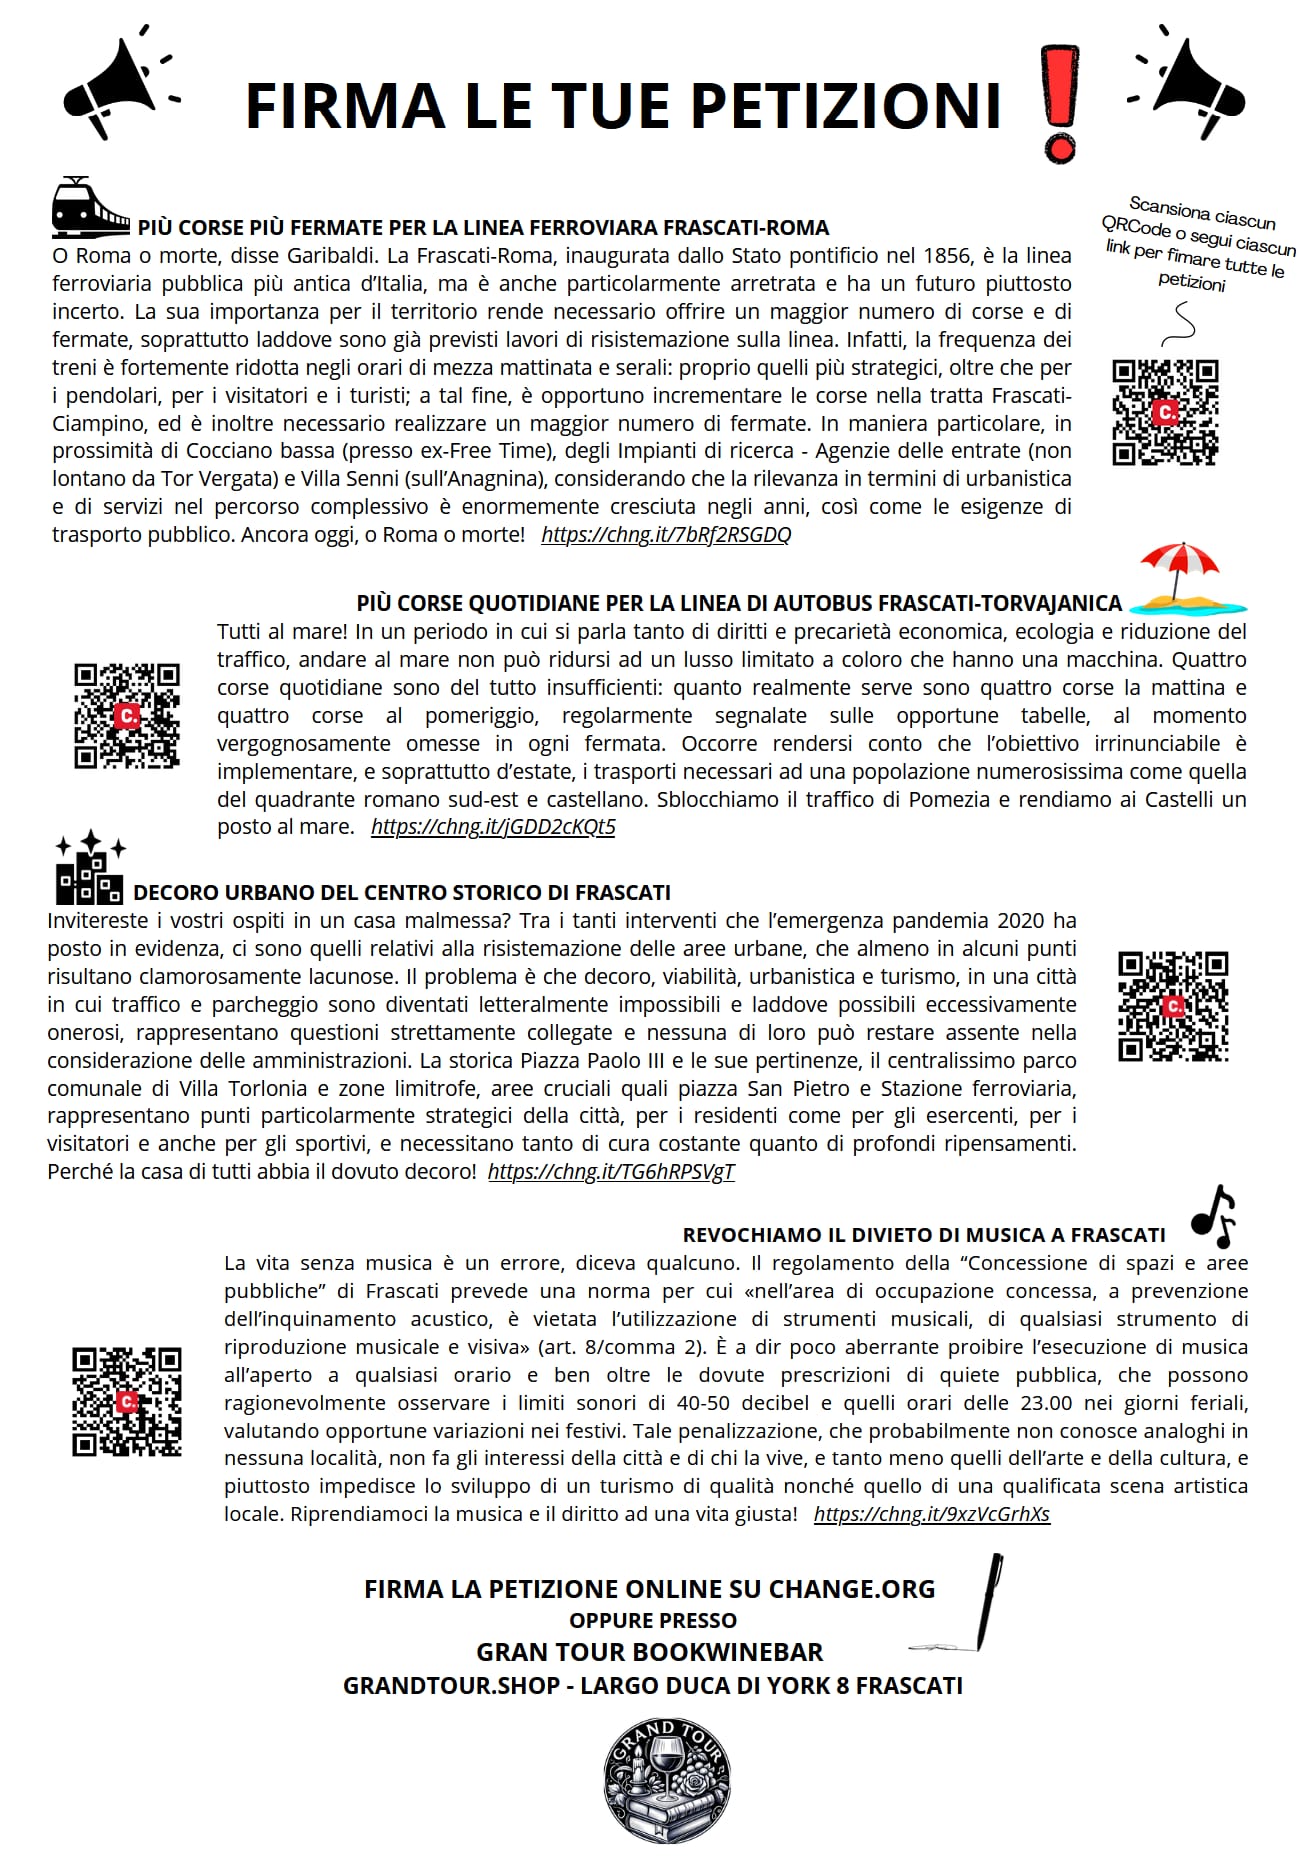 FIRMA LE TUE PETIZIONI
Scansiona ciascun
QRCode o segui ciascun
link per fimare tutte le
petizioni
PIÙ CORSE PIÙ FERMATE PER LA LINEA FERROVIARA FRASCATI-ROMA
O Roma o morte, disse Garibaldi. La Frascati-Roma, inaugurata dallo Stato pontificio nel 1856, è la linea
ferroviaria pubblica più antica d’Italia, ma è anche particolarmente arretrata e ha un futuro piuttosto
incerto. La sua importanza per il territorio rende necessario offrire un maggior numero di corse e di
fermate, soprattutto laddove sono già previsti lavori di risistemazione sulla linea. Infatti, la frequenza dei
treni è fortemente ridotta negli orari di mezza mattinata e serali: proprio quelli più strategici, oltre che per
i pendolari, per i visitatori e i turisti; a tal fine, è opportuno incrementare le corse nella tratta Frascati-
Ciampino, ed è inoltre necessario realizzare un maggior numero di fermate. In maniera particolare, in
prossimità di Cocciano bassa (presso ex-Free Time), degli Impianti di ricerca - Agenzie delle entrate (non
lontano da Tor Vergata) e Villa Senni (sull’Anagnina), considerando che la rilevanza in termini di urbanistica
e di servizi nel percorso complessivo è enormemente cresciuta negli anni, così come le esigenze di
trasporto pubblico. Ancora oggi, o Roma o morte! https://chng.it/7bRf2RSGDQ
PIÙ CORSE QUOTIDIANE PER LA LINEA DI AUTOBUS FRASCATI-TORVAJANICA
Tutti al mare! In un periodo in cui si parla tanto di diritti e precarietà economica, ecologia e riduzione del
traffico, andare al mare non può ridursi ad un lusso limitato a coloro che hanno una macchina. Quattro
corse quotidiane sono del tutto insufficienti: quanto realmente serve sono quattro corse la mattina e
quattro corse al pomeriggio, regolarmente segnalate sulle opportune tabelle, al momento
vergognosamente omesse in ogni fermata. Occorre rendersi conto che l’obiettivo irrinunciabile è
implementare, e soprattutto d’estate, i trasporti necessari ad una popolazione numerosissima come quella
del quadrante romano sud-est e castellano. Sblocchiamo il traffico di Pomezia e rendiamo ai Castelli un
posto al mare. https://chng.it/jGDD2cKQt5
DECORO URBANO DEL CENTRO STORICO DI FRASCATI
Invitereste i vostri ospiti in un casa malmessa? Tra i tanti interventi che l’emergenza pandemia 2020 ha
posto in evidenza, ci sono quelli relativi alla risistemazione delle aree urbane, che almeno in alcuni punti
risultano clamorosamente lacunose. Il problema è che decoro, viabilità, urbanistica e turismo, in una città
in cui traffico e parcheggio sono diventati letteralmente impossibili e laddove possibili eccessivamente
onerosi, rappresentano questioni strettamente collegate e nessuna di loro può restare assente nella
considerazione delle amministrazioni. La storica Piazza Paolo III e le sue pertinenze, il centralissimo parco
comunale di Villa Torlonia e zone limitrofe, aree cruciali quali piazza San Pietro e Stazione ferroviaria,
rappresentano punti particolarmente strategici della città, per i residenti come per gli esercenti, per i
visitatori e anche per gli sportivi, e necessitano tanto di cura costante quanto di profondi ripensamenti.
Perché la casa di tutti abbia il dovuto decoro! https://chng.it/TG6hRPSVgT
REVOCHIAMO IL DIVIETO DI MUSICA A FRASCATI
La vita senza musica è un errore, diceva qualcuno. Il regolamento della “Concessione di spazi e aree
pubbliche” di Frascati prevede una norma per cui «nell’area di occupazione concessa, a prevenzione
dell’inquinamento acustico, è vietata l’utilizzazione di strumenti musicali, di qualsiasi strumento di
riproduzione musicale e visiva» (art. 8/comma 2). È a dir poco aberrante proibire l’esecuzione di musica
all’aperto a qualsiasi orario e ben oltre le dovute prescrizioni di quiete pubblica, che possono
ragionevolmente osservare i limiti sonori di 40-50 decibel e quelli orari delle 23.00 nei giorni feriali,
valutando opportune variazioni nei festivi. Tale penalizzazione, che probabilmente non conosce analoghi in
nessuna località, non fa gli interessi della città e di chi la vive, e tanto meno quelli dell’arte e della cultura, e
piuttosto impedisce lo sviluppo di un turismo di qualità nonché quello di una qualificata scena artistica
locale. Riprendiamoci la musica e il diritto ad una vita giusta! https://chng.it/9xzVcGrhXs
FIRMA LA PETIZIONE ONLINE SU CHANGE.ORG
OPPURE PRESSO
GRAN TOUR BOOKWINEBAR
GRANDTOUR.SHOP - LARGO DUCA DI YORK 8 FRASCATI
GRAND TOUR